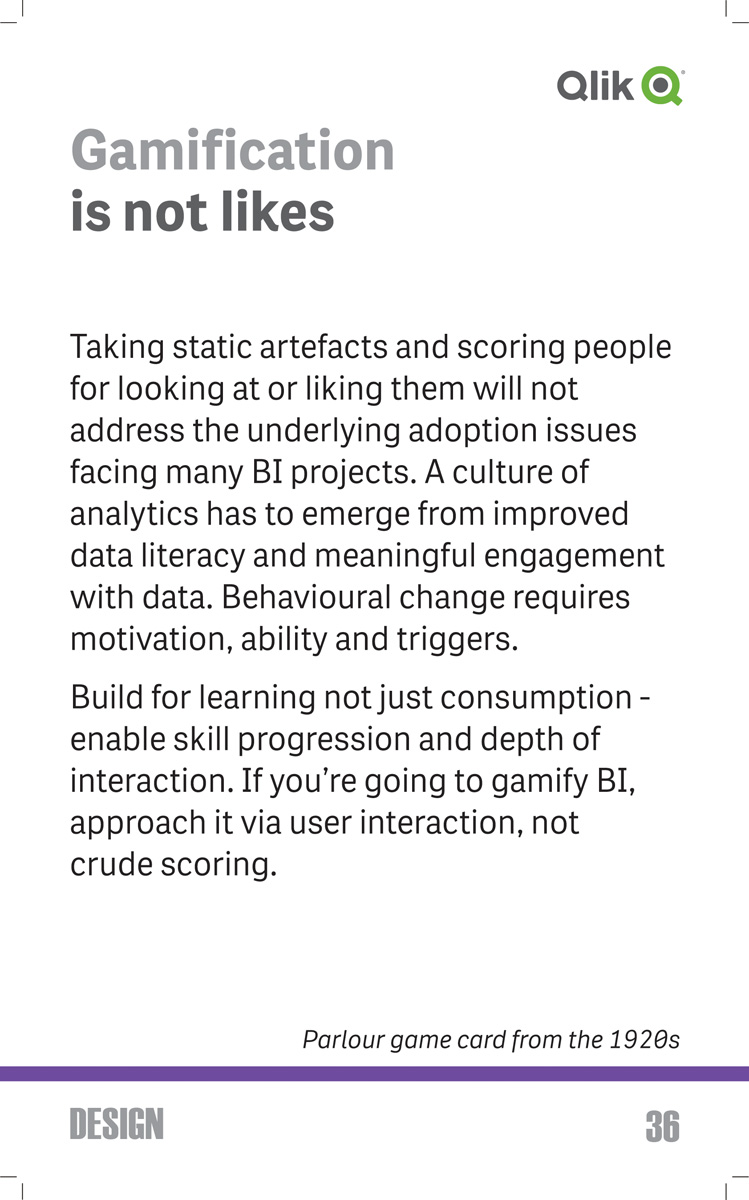 Qlik
Gamification
is not likes
Taking static artefacts and scoring people
for looking at or liking them will not
address the underlying adoption issues
facing many BI projects. A culture of
analytics has to emerge from improved
data literacy and meaningful engagement
with data. Behavioural change requires
motivation, ability and triggers.
Build for learning not just consumption -
enable skill progression and depth of
interaction. If you’re going to gamify BI,
approach it via user interaction, not
crude scoring.
Parlour game card from the 1920s
DESIGN
36